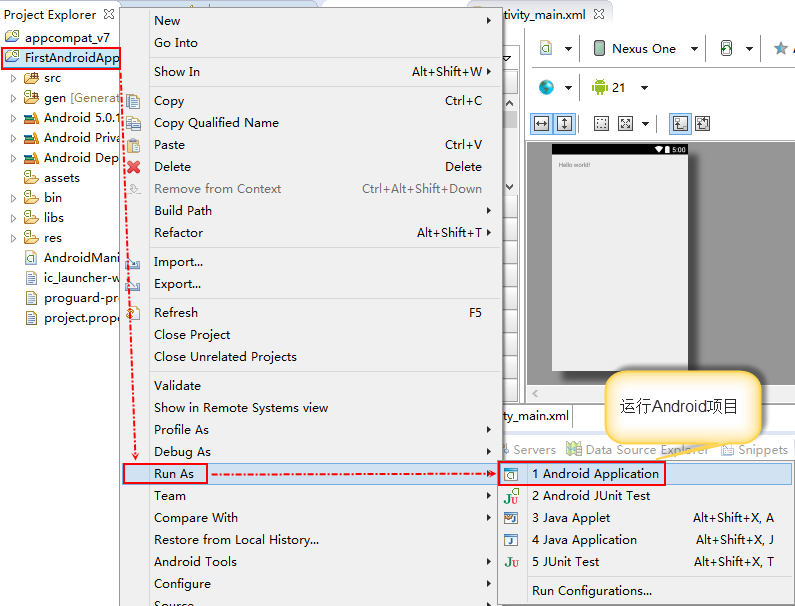 Project Explorer
appcompat_v7
FirstAndroidApp
src
gen [Generat
Android 5.0.1
Android Priva
Android Dep
assets
bin
libs
res
AndroidMani
ic_launcher-w
proguard-pro
project.prope
New
Go Into
Show In Alt+Shift+W
Copy Ctrl+C
Copy Qualified Name
Paste Ctrl+V
Delete Delete
Remove from Context Ctrl+Alt+Shift+Down
Build Path
Refactor Alt+Shift+T
Import...
Export...
Refresh F5
Close Project
Close Unrelated Projects
Validate
Show in Remote Systems view
Profile As
Debug As
Run As
Team
Compare With
Restore from Local History...
Android Tools
Configure
Source
tivity_main.xml
Nexus One
21
5:00
Hello world!
运行Android项目
ty_main.xml
Servers Data Source Explorer Snippets
1 Android Application
2 Android JUnit Test
3 Java Applet Alt+Shift+X, A
4 Java Application Alt+Shift+X, J
5 JUnit Test Alt+Shift+X, T
Run Configurations...